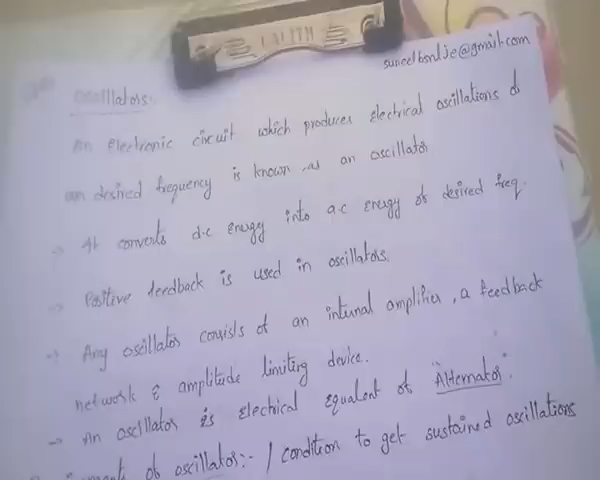 LALITH
suneelbontje@gmail.com
Oscillators:-
An Electronic circuit which produces Electrical oscillations of
an desired frequency is known as an oscillator
→ It converts d.c energy into a.c energy of desired freq.
→ Positive feedback is used in oscillators.
→ Any oscillator consists of an internal amplifier, a feedback
network & amplitude limiting device.
→ An oscillator is electrical equalent of "Alternator".
of oscillator:- / condition to get sustained oscillations